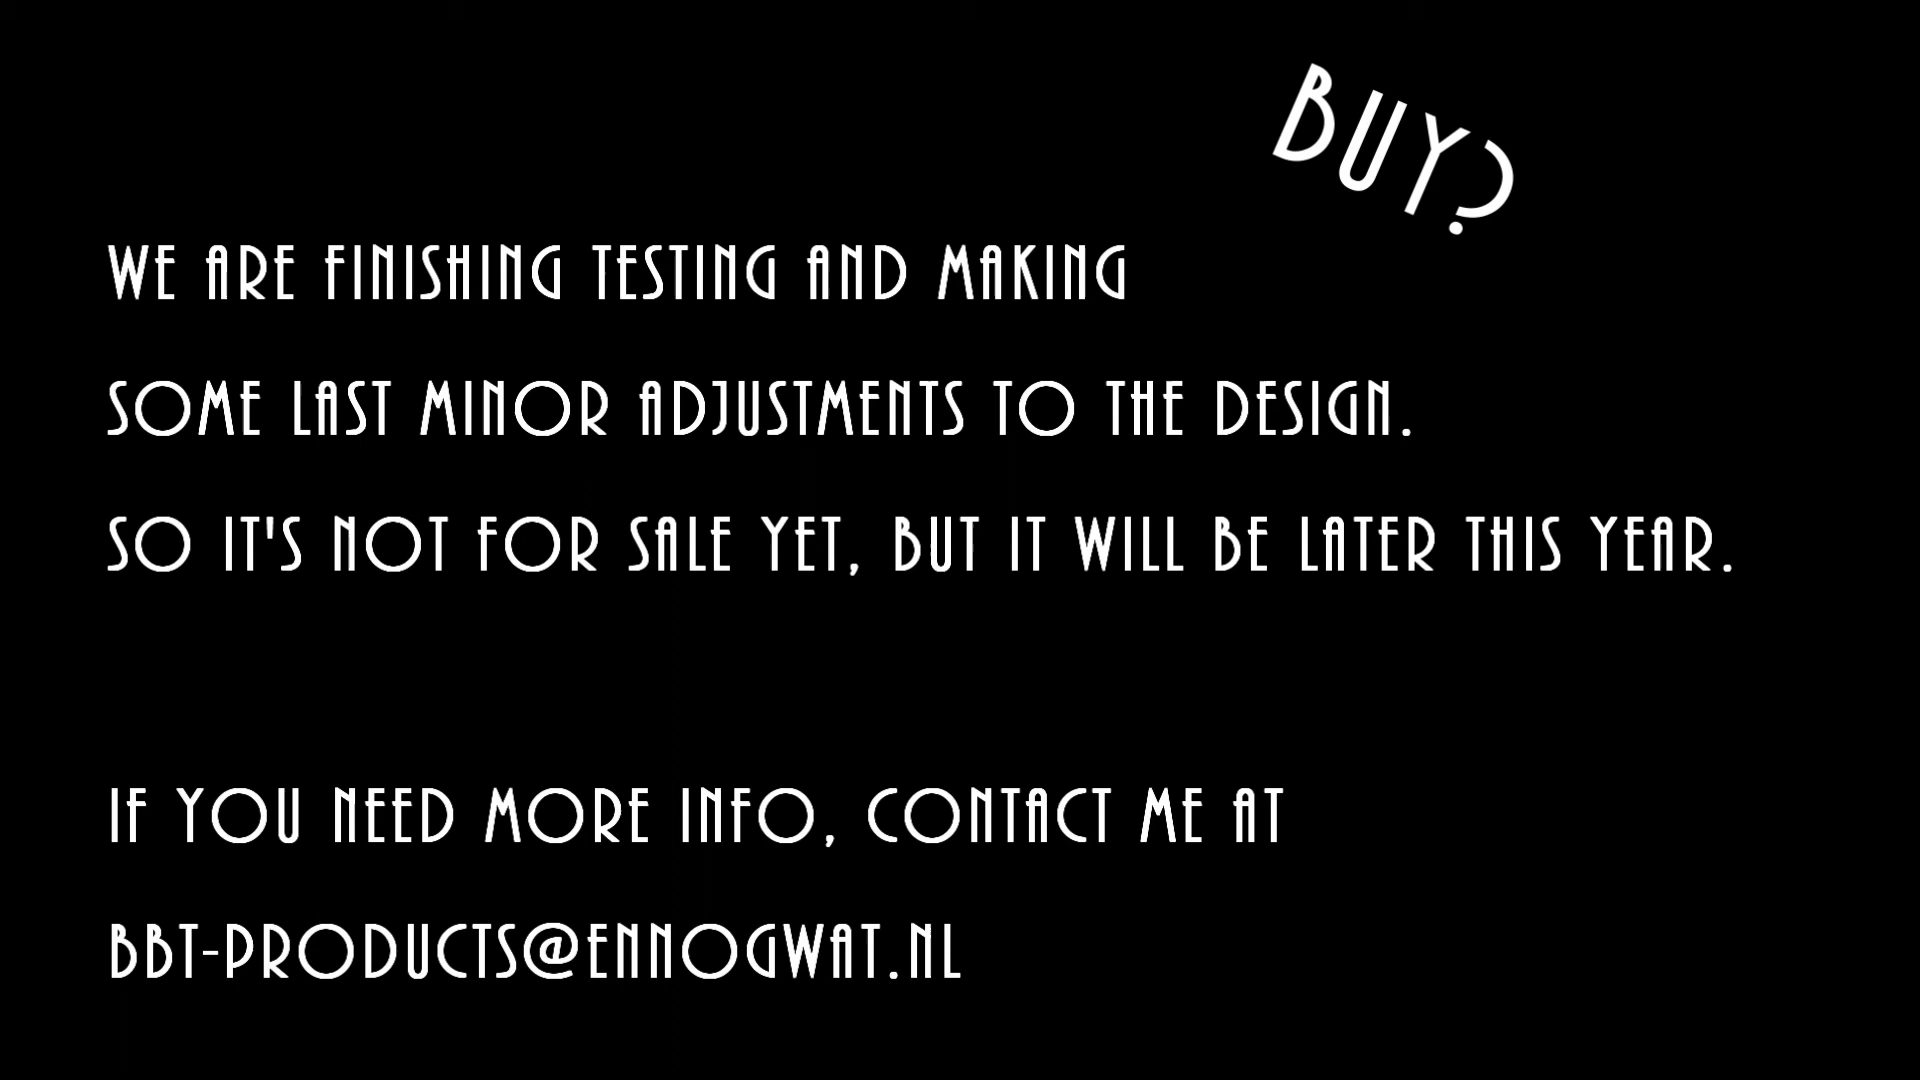 BUY?
WE ARE FINISHING TESTING AND MAKING
SOME LAST MINOR ADJUSTMENTS TO THE DESIGN.
SO IT'S NOT FOR SALE YET, BUT IT WILL BE LATER THIS YEAR.
IF YOU NEED MORE INFO, CONTACT ME AT
BBT-PRODUCTS@ENNOGWAT.NL